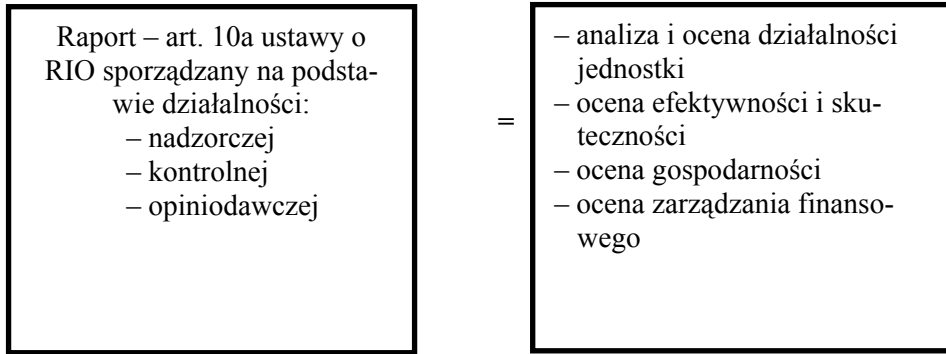 Raport – art. 10a ustawy o
RIO sporządzany na podsta-
wie działalności:
– nadzorczej
– kontrolnej
– opiniodawczej
=
– analiza i ocena działalności
jednostki
– ocena efektywności i sku-
teczności
– ocena gospodarności
– ocena zarządzania finanso-
wego